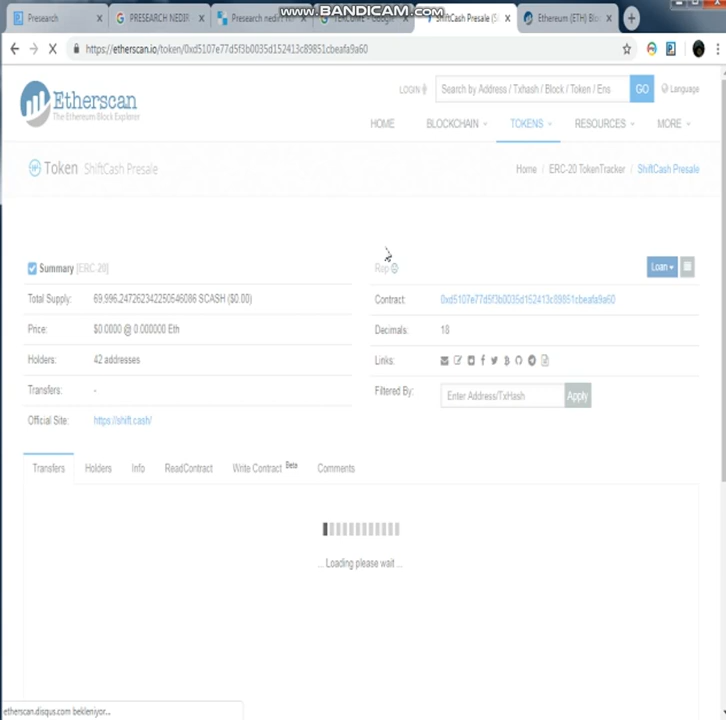 www.BANDICAM.com
Presearch
PRESEARCH NEDIR
Presearch nedir?
Google
ShiftCash Presale (S
Ethereum (ETH) Blo
https://etherscan.io/token/0xd5107e77d5f3b0035d152413c89851cbeafa9a60
Etherscan
The Ethereum Block Explorer
LOGIN
Search by Address / Txhash / Block / Token / Ens
GO
Language
HOME
BLOCKCHAIN
TOKENS
RESOURCES
MORE
Token ShiftCash Presale
Home / ERC-20 TokenTracker / ShiftCash Presale
Summary [ERC-20]
Total Supply: 69,996.247262342250546086 SCASH ($0.00)
Price: $0.0000 @ 0.000000 Eth
Holders: 42 addresses
Transfers: -
Official Site: https://shift.cash/
Rep
Loan
Contract: 0xd5107e77d5f3b0035d152413c89851cbeafa9a60
Decimals: 18
Links:
Filtered By: Enter Address/TxHash Apply
Transfers
Holders
Info
ReadContract
Write Contract Beta
Comments
... Loading please wait ...
etherscan.disqus.com bekleniyor...